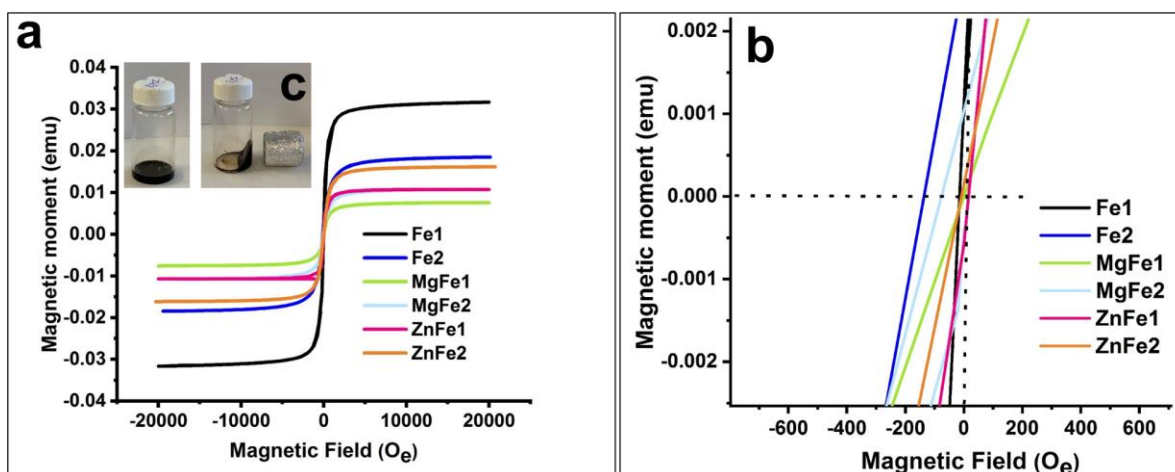 a
0.04
0.03
0.02
0.01
0.00
-0.01
-0.02
-0.03
-0.04
Magnetic moment (emu)
c
Fe1
Fe2
MgFe1
MgFe2
ZnFe1
ZnFe2
-20000 -10000 0 10000 20000
Magnetic Field (Oe)
b
0.002
0.001
0.000
-0.001
-0.002
Magnetic moment (emu)
Fe1
Fe2
MgFe1
MgFe2
ZnFe1
ZnFe2
-600 -400 -200 0 200 400 600
Magnetic Field (Oe)